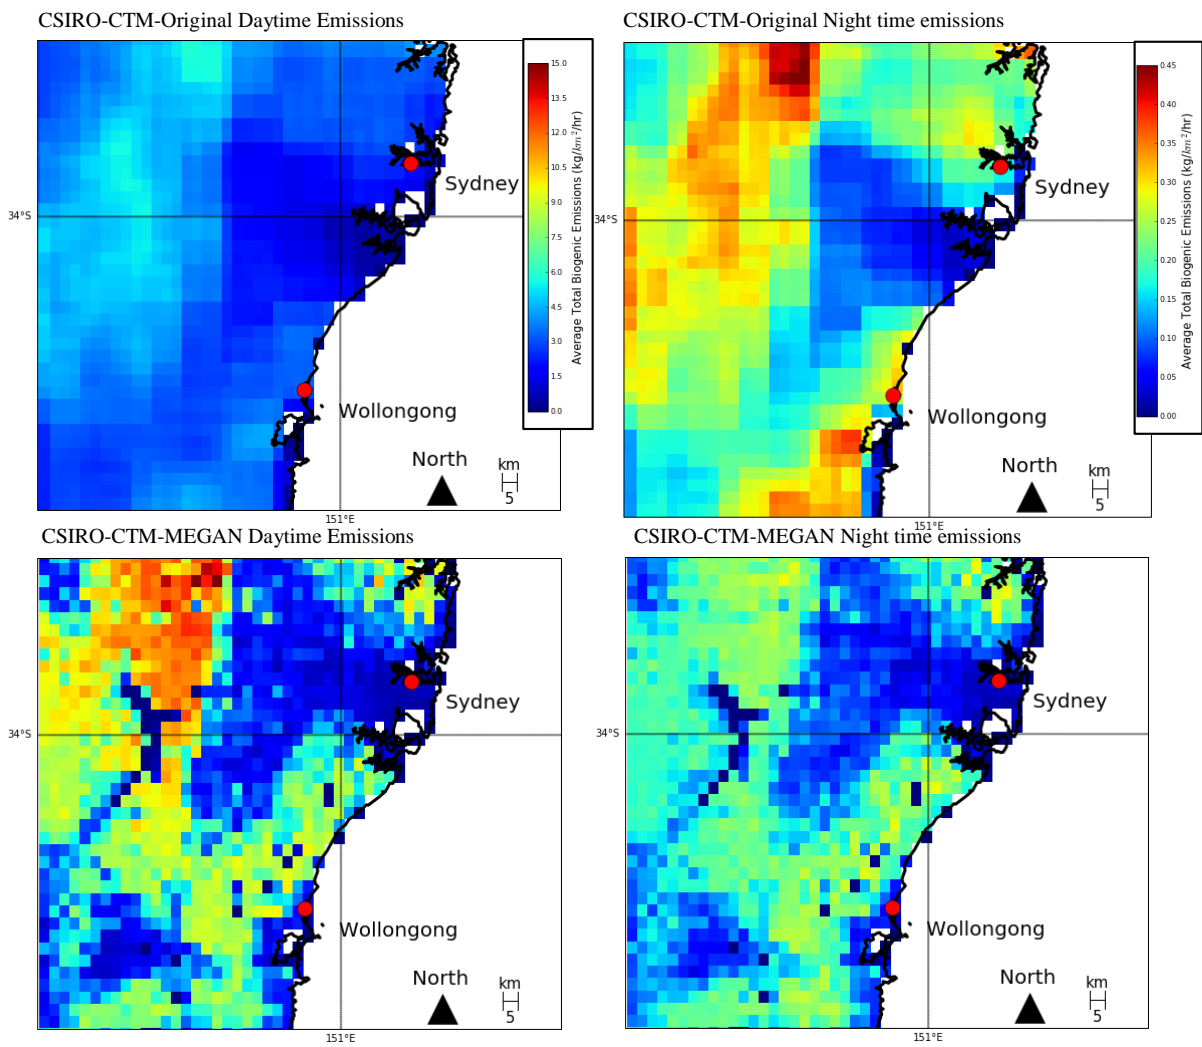 CSIRO-CTM-Original Daytime Emissions
15.0
13.5
12.0
10.5
9.0
7.5
6.0
4.5
3.0
1.5
0.0
Average Total Biogenic Emissions (kg/km²/hr)
Sydney
34°S
Wollongong
North
km
5
151°E
CSIRO-CTM-Original Night time emissions
0.45
0.40
0.35
0.30
0.25
0.20
0.15
0.10
0.05
0.00
Average Total Biogenic Emissions (kg/km²/hr)
Sydney
34°S
Wollongong
North
km
5
151°E
CSIRO-CTM-MEGAN Daytime Emissions
Sydney
34°S
Wollongong
North
km
5
151°E
CSIRO-CTM-MEGAN Night time emissions
Sydney
34°S
Wollongong
North
km
5
151°E